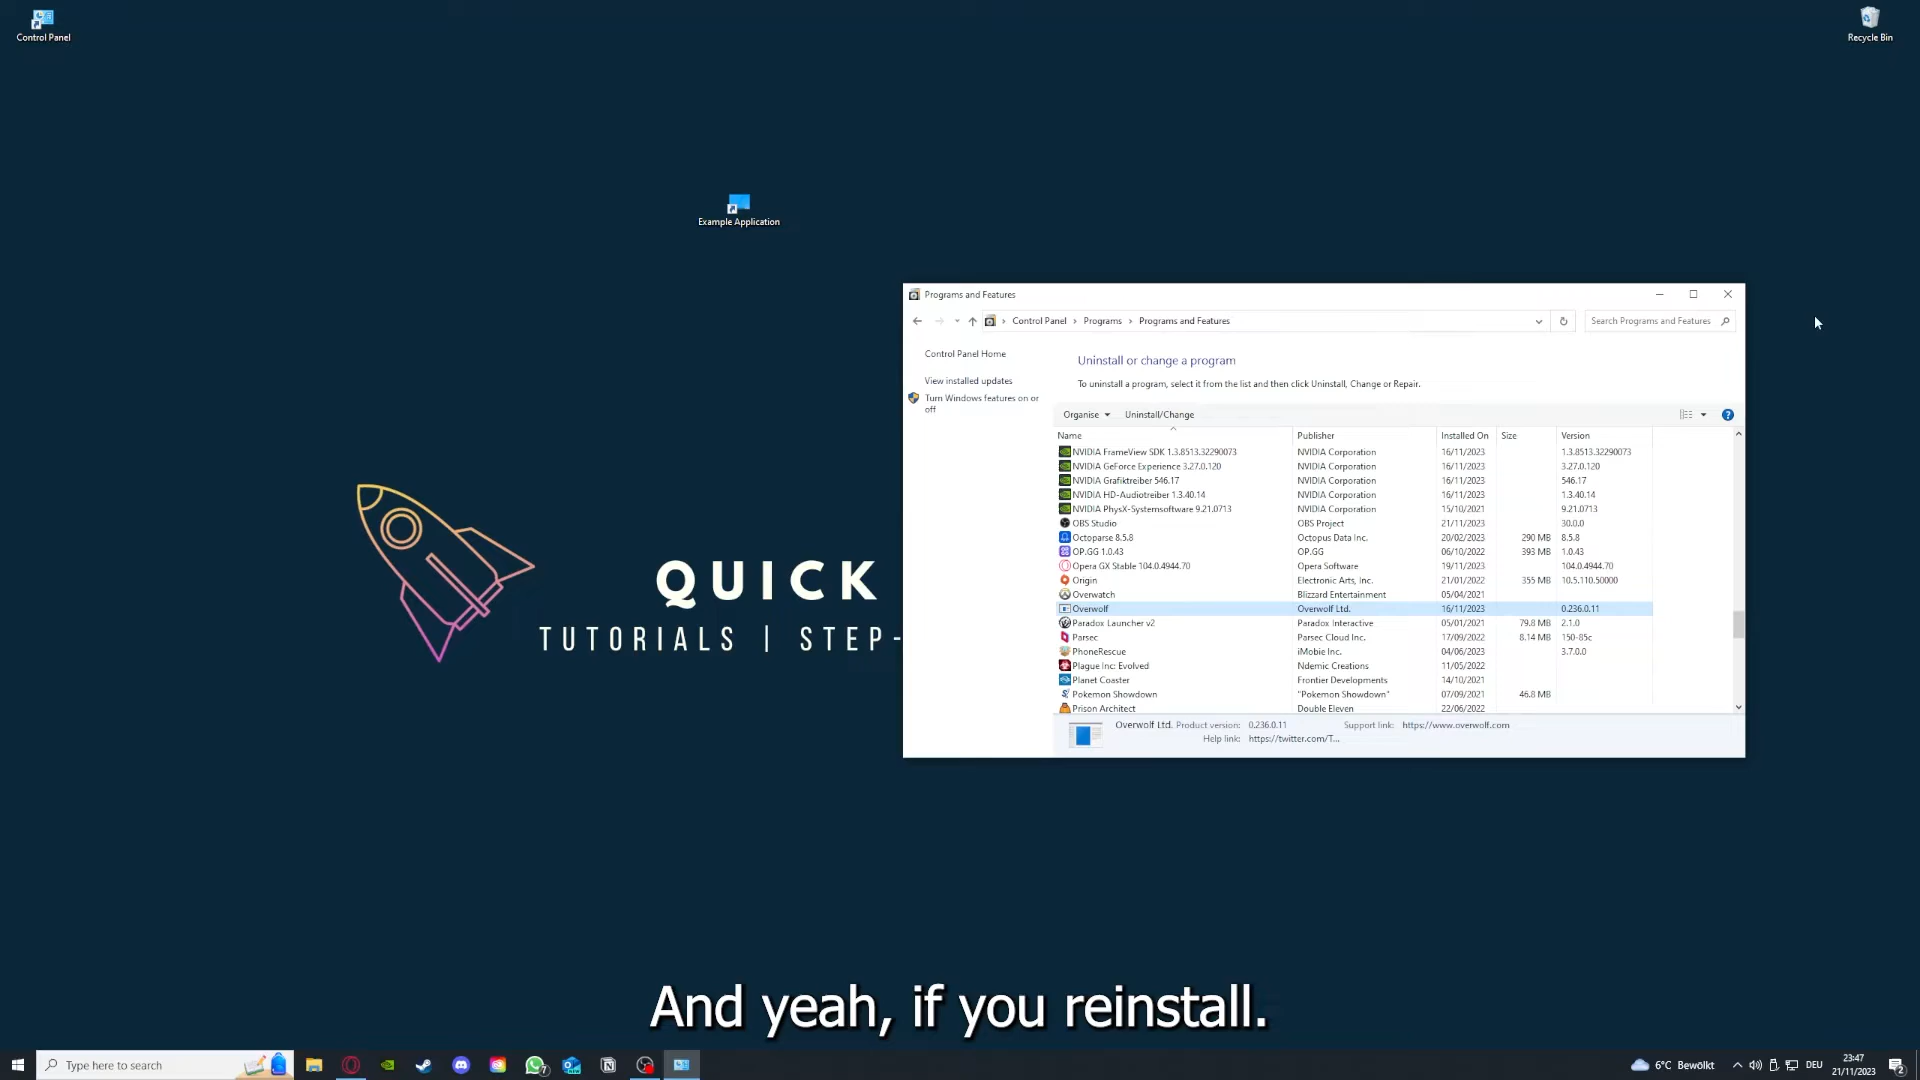 Control Panel
Recycle Bin
Example Application
QUICK
TUTORIALS | STEP-
Programs and Features
Control Panel › Programs › Programs and Features
Search Programs and Features
Control Panel Home
View installed updates
Turn Windows features on or
off
Uninstall or change a program
To uninstall a program, select it from the list and then click Uninstall, Change or Repair.
Organise Uninstall/Change
Name Publisher Installed On Size Version
NVIDIA FrameView SDK 1.3.8513.32290073 NVIDIA Corporation 16/11/2023 1.3.8513.32290073
NVIDIA GeForce Experience 3.27.0.120 NVIDIA Corporation 16/11/2023 3.27.0.120
NVIDIA Grafiktreiber 546.17 NVIDIA Corporation 16/11/2023 546.17
NVIDIA HD-Audiotreiber 1.3.40.14 NVIDIA Corporation 16/11/2023 1.3.40.14
NVIDIA PhysX-Systemsoftware 9.21.0713 NVIDIA Corporation 15/10/2021 9.21.0713
OBS Studio OBS Project 21/11/2023 30.0.0
Octoparse 8.5.8 Octopus Data Inc. 20/02/2023 290 MB 8.5.8
OP.GG 1.0.43 OP.GG 06/10/2022 393 MB 1.0.43
Opera GX Stable 104.0.4944.70 Opera Software 19/11/2023 104.0.4944.70
Origin Electronic Arts, Inc. 21/01/2022 355 MB 10.5.110.50000
Overwatch Blizzard Entertainment 05/04/2021
Overwolf Overwolf Ltd. 16/11/2023 0.236.0.11
Paradox Launcher v2 Paradox Interactive 05/01/2021 79.8 MB 2.1.0
Parsec Parsec Cloud Inc. 17/09/2022 8.14 MB 150-85c
PhoneRescue iMobie Inc. 04/06/2023 3.7.0.0
Plague Inc: Evolved Ndemic Creations 11/05/2022
Planet Coaster Frontier Developments 14/10/2021
Pokemon Showdown "Pokemon Showdown" 07/09/2021 46.8 MB
Prison Architect Double Eleven 22/06/2022
Overwolf Ltd. Product version: 0.236.0.11 Support link: https://www.overwolf.com
Help link: https://twitter.com/T...
And yeah, if you reinstall.
Type here to search
7
6°C Bewölkt
DEU
23:47
21/11/2023
2